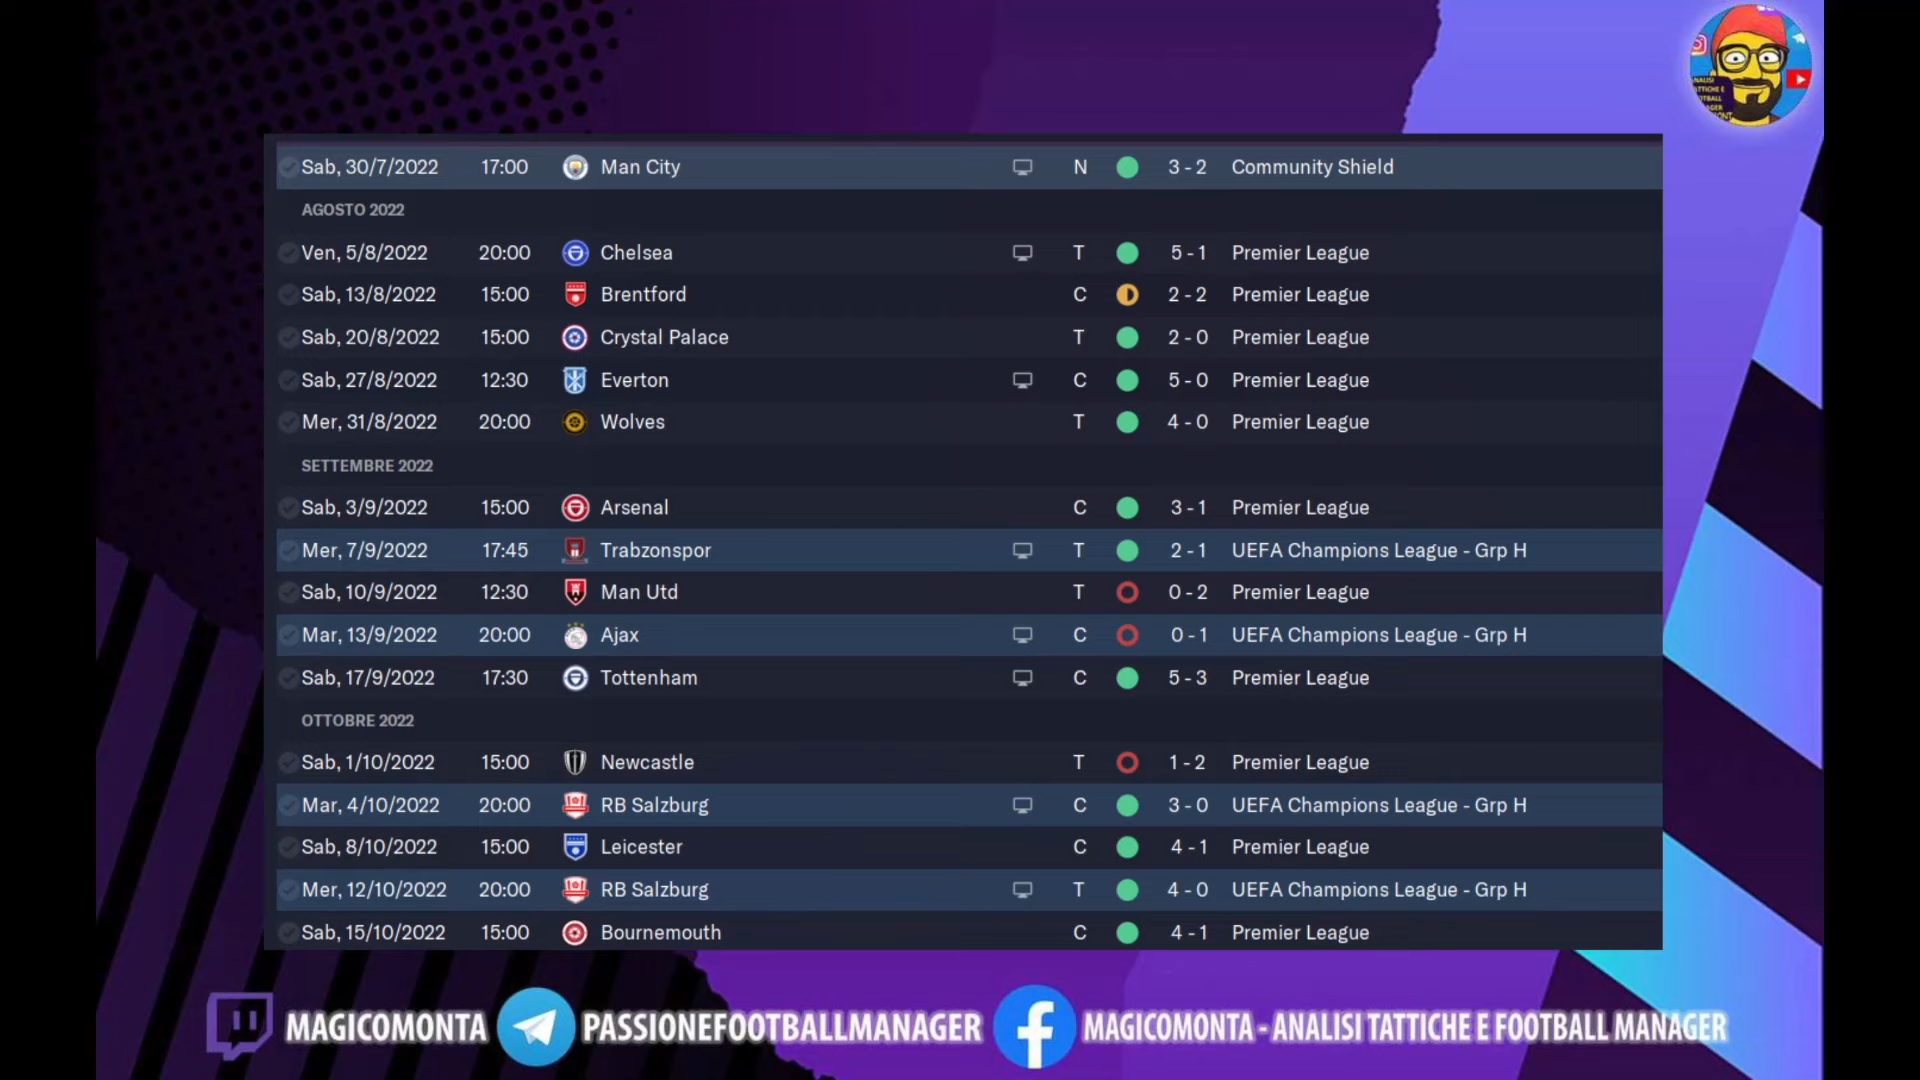 Sab, 30/7/2022 17:00 Man City N 3 - 2 Community Shield
AGOSTO 2022
Ven, 5/8/2022 20:00 Chelsea T 5 - 1 Premier League
Sab, 13/8/2022 15:00 Brentford C 2 - 2 Premier League
Sab, 20/8/2022 15:00 Crystal Palace T 2 - 0 Premier League
Sab, 27/8/2022 12:30 Everton C 5 - 0 Premier League
Mer, 31/8/2022 20:00 Wolves T 4 - 0 Premier League
SETTEMBRE 2022
Sab, 3/9/2022 15:00 Arsenal C 3 - 1 Premier League
Mer, 7/9/2022 17:45 Trabzonspor T 2 - 1 UEFA Champions League - Grp H
Sab, 10/9/2022 12:30 Man Utd T 0 - 2 Premier League
Mar, 13/9/2022 20:00 Ajax C 0 - 1 UEFA Champions League - Grp H
Sab, 17/9/2022 17:30 Tottenham C 5 - 3 Premier League
OTTOBRE 2022
Sab, 1/10/2022 15:00 Newcastle T 1 - 2 Premier League
Mar, 4/10/2022 20:00 RB Salzburg C 3 - 0 UEFA Champions League - Grp H
Sab, 8/10/2022 15:00 Leicester C 4 - 1 Premier League
Mer, 12/10/2022 20:00 RB Salzburg T 4 - 0 UEFA Champions League - Grp H
Sab, 15/10/2022 15:00 Bournemouth C 4 - 1 Premier League
MAGICOMONTA PASSIONEFOOTBALLMANAGER MAGICOMONTA - ANALISI TATTICHE E FOOTBALL MANAGER